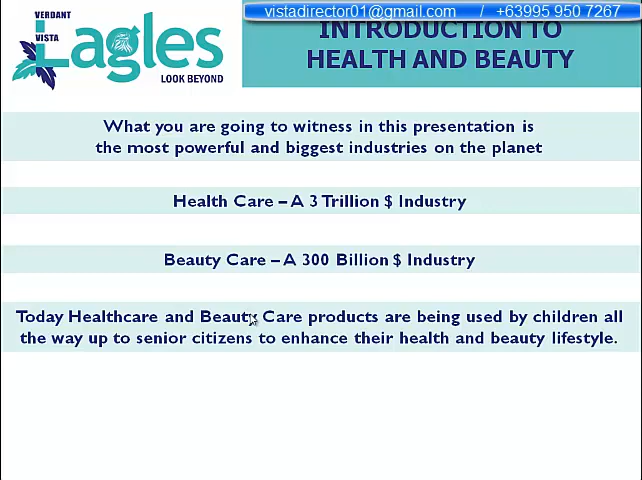 VERDANT
VISTA
Eagles
LOOK BEYOND
vistadirector01@gmail.com / +63995 950 7267
INTRODUCTION TO
HEALTH AND BEAUTY
What you are going to witness in this presentation is
the most powerful and biggest industries on the planet
Health Care – A 3 Trillion $ Industry
Beauty Care – A 300 Billion $ Industry
Today Healthcare and Beauty Care products are being used by children all
the way up to senior citizens to enhance their health and beauty lifestyle.